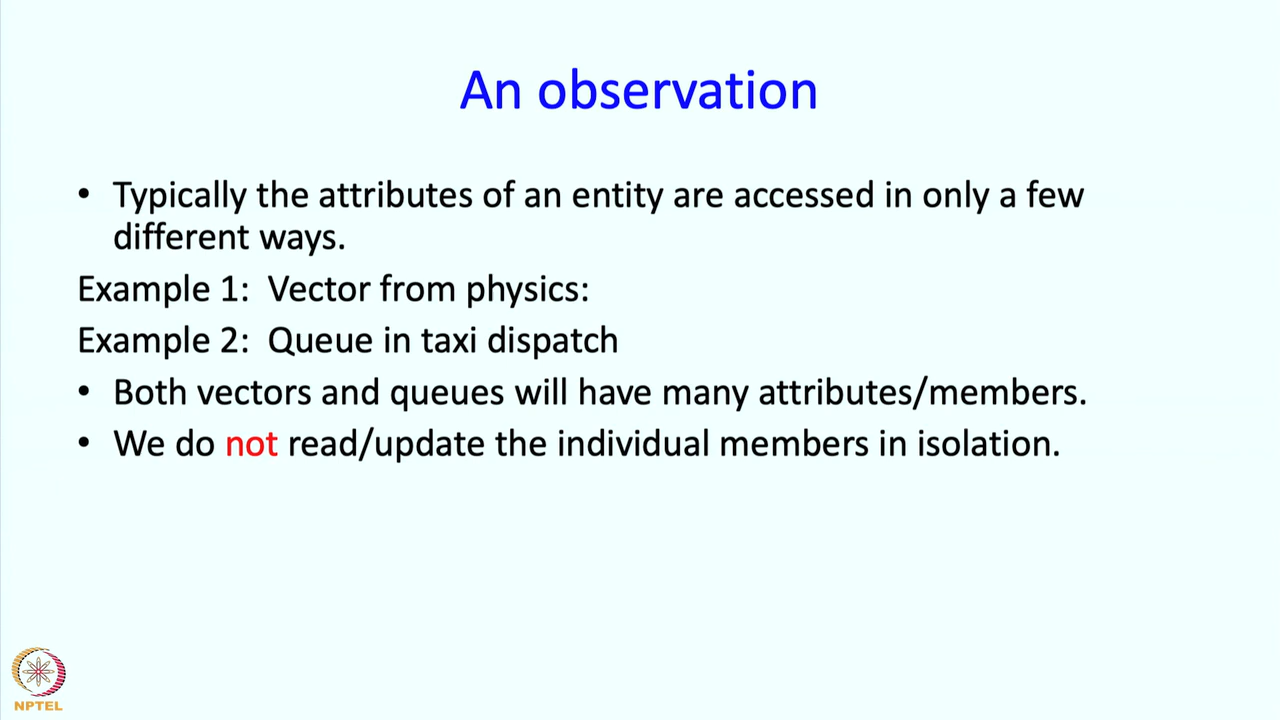 An observation
• Typically the attributes of an entity are accessed in only a few
different ways.
Example 1: Vector from physics:
Example 2: Queue in taxi dispatch
• Both vectors and queues will have many attributes/members.
• We do not read/update the individual members in isolation.
NPTEL